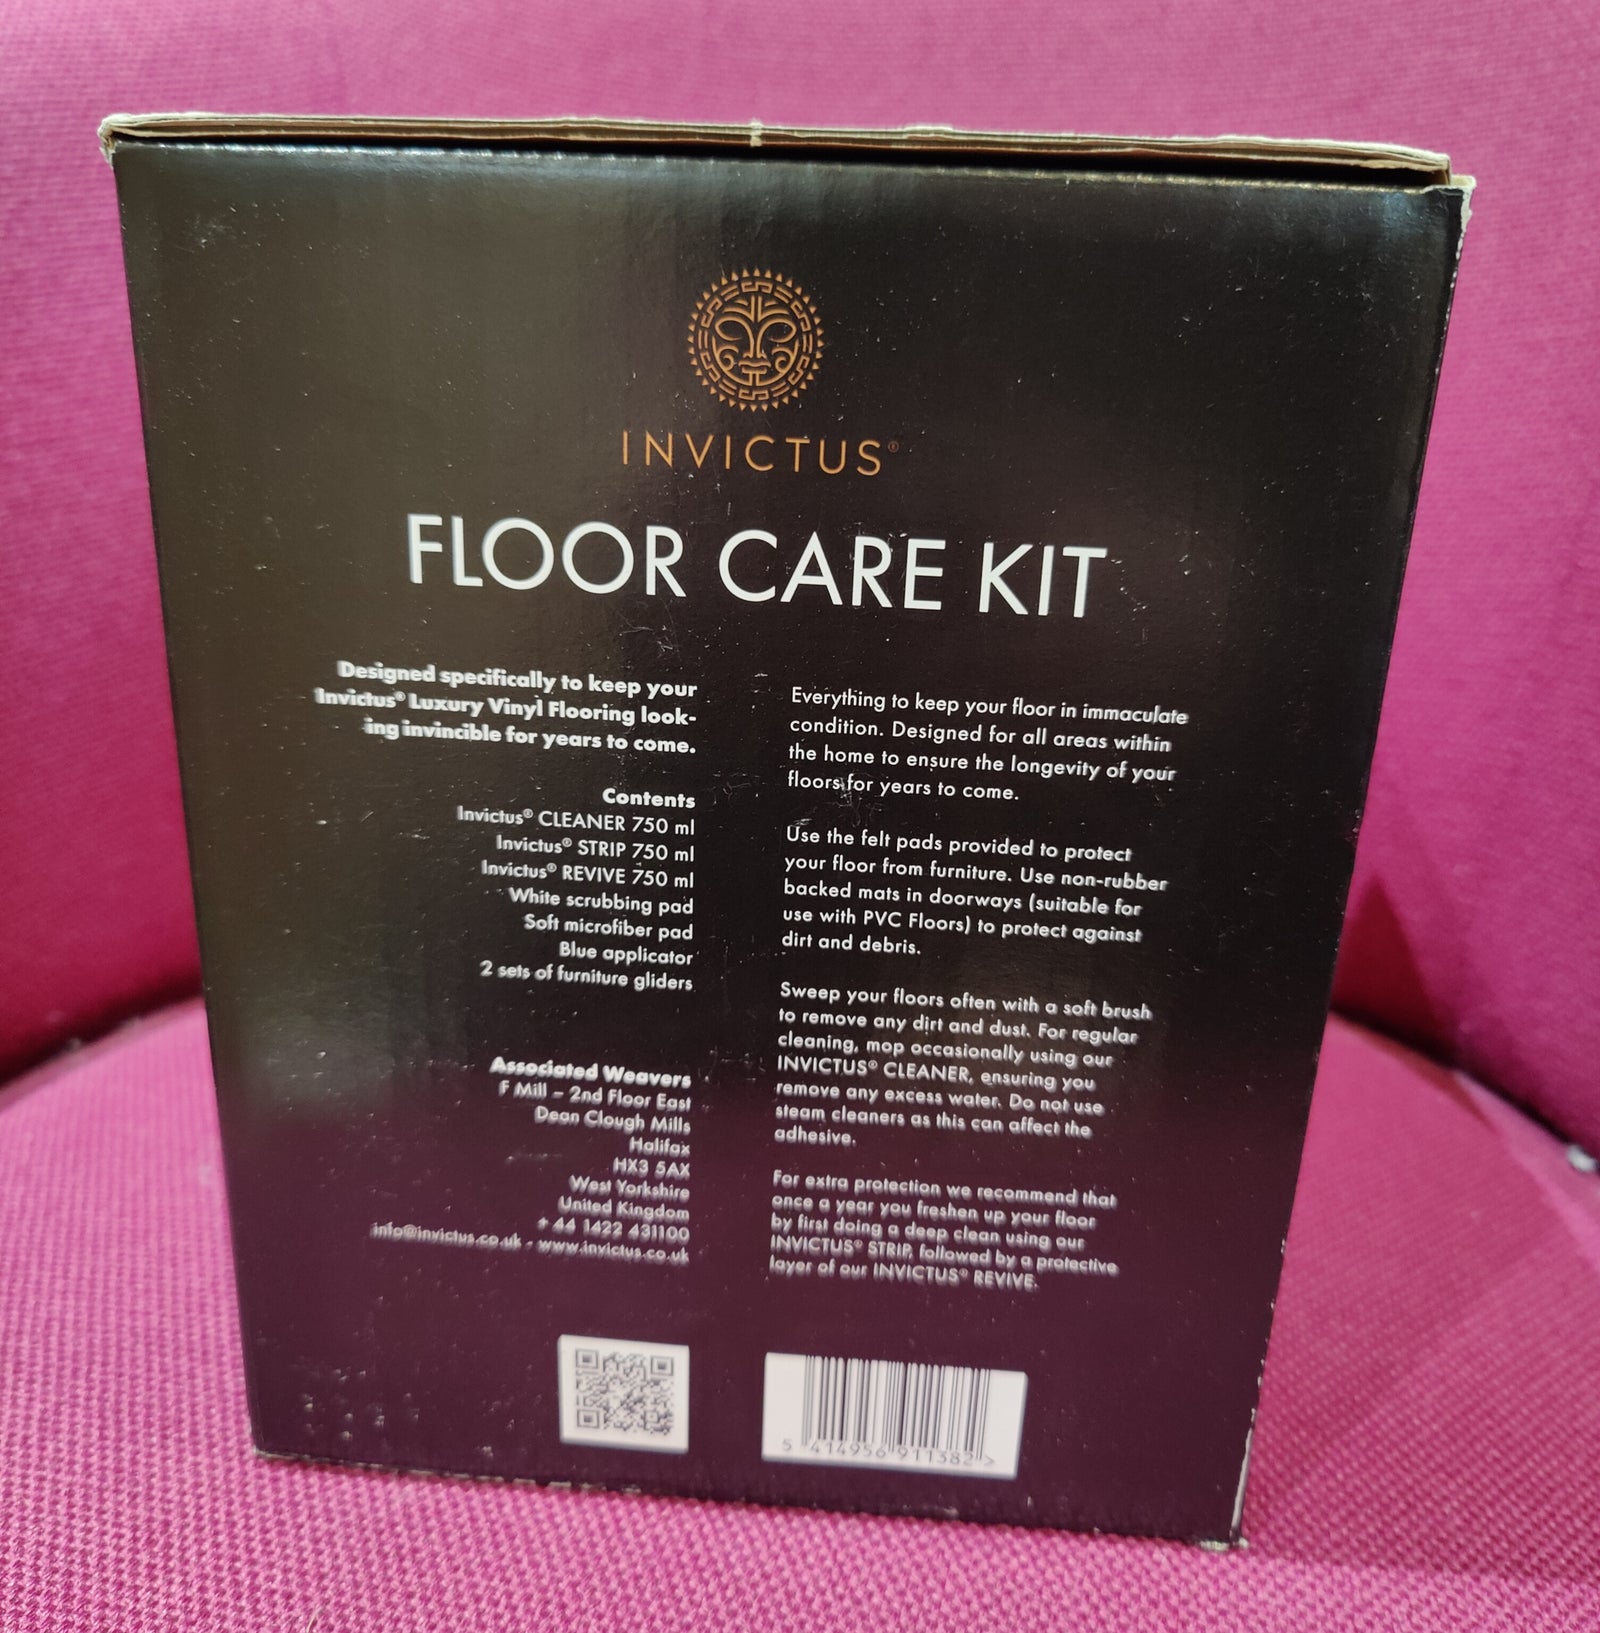 INVICTUS®
FLOOR CARE KIT
Designed specifically to keep your
Invictus® Luxury Vinyl Flooring look-
ing invincible for years to come.
Contents
Invictus® CLEANER 750 ml
Invictus® STRIP 750 ml
Invictus® REVIVE 750 ml
White scrubbing pad
Soft microfiber pad
Blue applicator
2 sets of furniture gliders
Associated Weavers
F Mill – 2nd Floor East
Dean Clough Mills
Halifax
HX3 5AX
West Yorkshire
United Kingdom
+ 44 1422 431100
info@invictus.co.uk - www.invictus.co.uk
Everything to keep your floor in immaculate
condition. Designed for all areas within
the home to ensure the longevity of your
floors for years to come.
Use the felt pads provided to protect
your floor from furniture. Use non-rubber
backed mats in doorways (suitable for
use with PVC Floors) to protect against
dirt and debris.
Sweep your floors often with a soft brush
to remove any dirt and dust. For regular
cleaning, mop occasionally using our
INVICTUS® CLEANER, ensuring you
remove any excess water. Do not use
steam cleaners as this can affect the
adhesive.
For extra protection we recommend that
once a year you freshen up your floor
by first doing a deep clean using our
INVICTUS® STRIP, followed by a protective
layer of our INVICTUS® REVIVE.
5 414956 911382 >